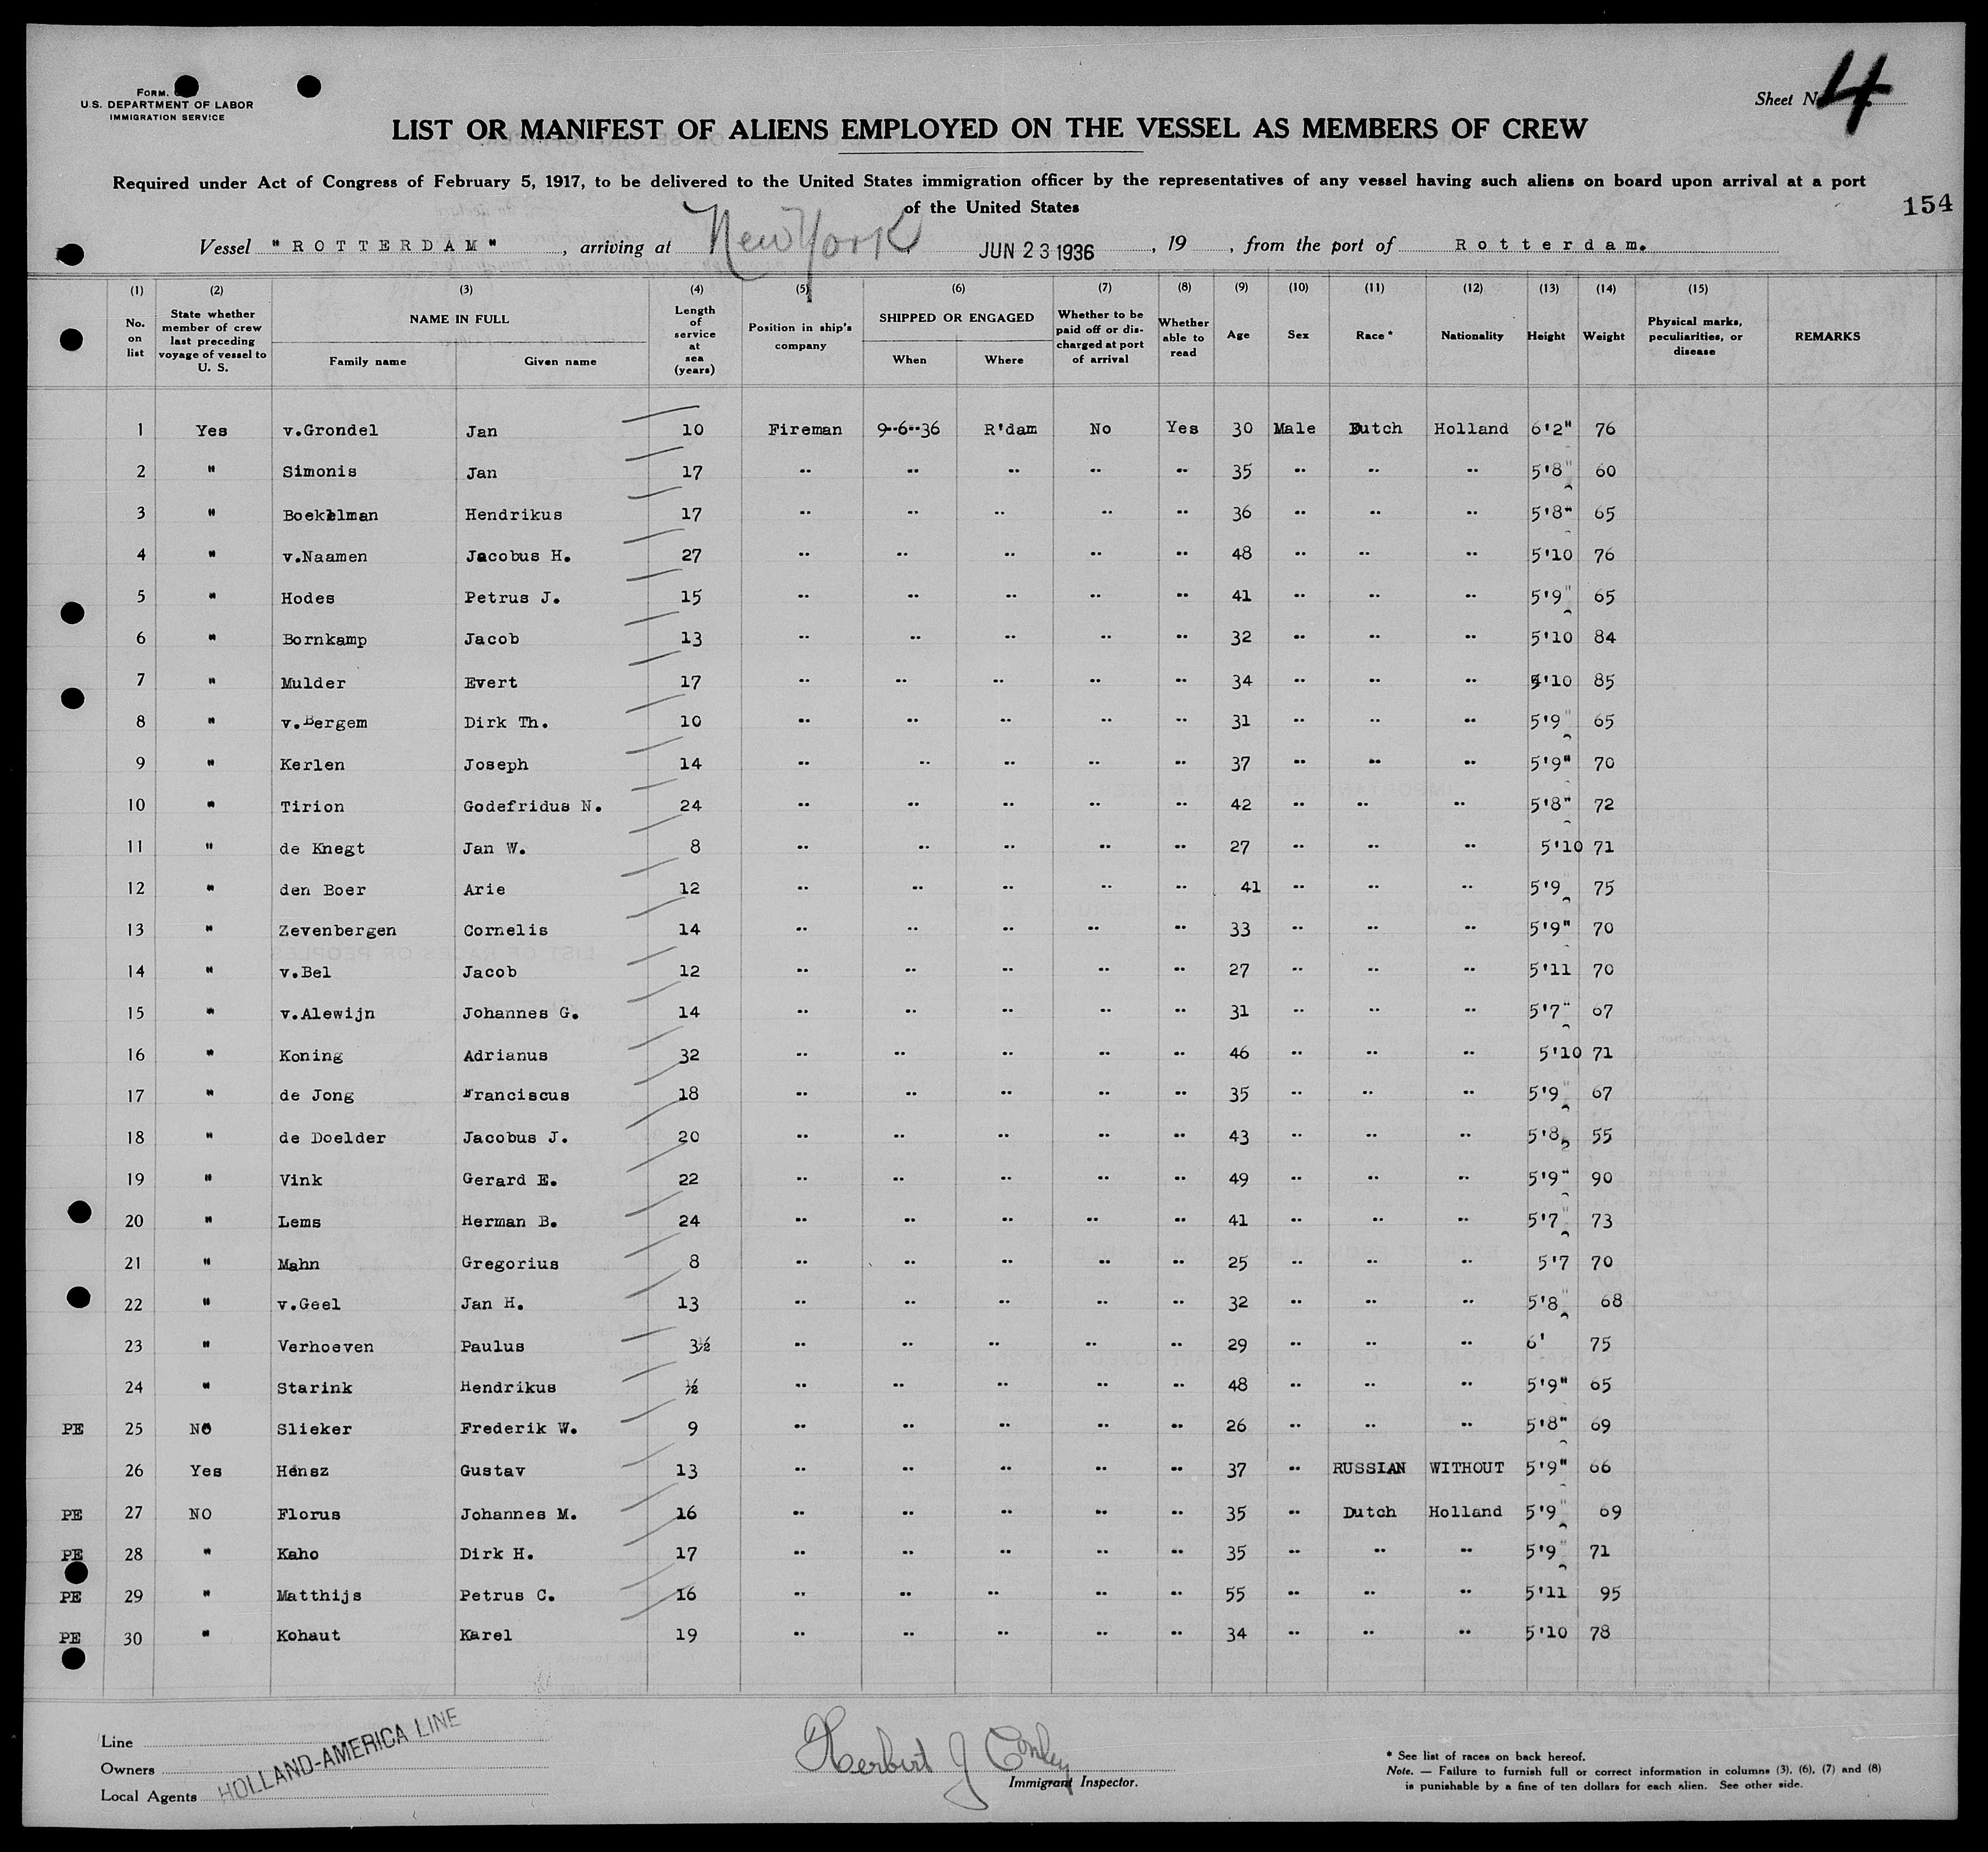 FORM.
U.S. DEPARTMENT OF LABOR
IMMIGRATION SERVICE
Sheet N 4
LIST OR MANIFEST OF ALIENS EMPLOYED ON THE VESSEL AS MEMBERS OF CREW
Required under Act of Congress of February 5, 1917, to be delivered to the United States immigration officer by the representatives of any vessel having such aliens on board upon arrival at a port
of the United States
154
Vessel "ROTTERDAM", arriving at New York JUN 23 1936, 19 , from the port of Rotterdam.
(1) (2) (3) (4) (5) (6) (7) (8) (9) (10) (11) (12) (13) (14) (15)
No. on list State whether member of crew last preceding voyage of vessel to U. S. NAME IN FULL Family name Given name Length of service at sea (years) Position in ship's company SHIPPED OR ENGAGED When Where Whether to be paid off or discharged at port of arrival Whether able to read Age Sex Race* Nationality Height Weight Physical marks, peculiarities, or disease REMARKS
1 Yes v.Grondel Jan 10 Fireman 9--6--36 R'dam No Yes 30 Male Dutch Holland 6'2" 76
2 " Simonis Jan 17 -- -- -- -- -- 35 -- -- -- 5'8" 60
3 " Boekelman Hendrikus 17 -- -- -- -- -- 36 -- -- -- 5'8" 65
4 " v.Naamen Jacobus H. 27 -- -- -- -- -- 48 -- -- -- 5'10 76
5 " Hodes Petrus J. 15 -- -- -- -- -- 41 -- -- -- 5'9" 65
6 " Bornkamp Jacob 13 -- -- -- -- -- 32 -- -- -- 5'10 84
7 " Mulder Evert 17 -- -- -- -- -- 34 -- -- -- 5'10 85
8 " v.Bergem Dirk Th. 10 -- -- -- -- -- 31 -- -- -- 5'9" 65
9 " Kerlen Joseph 14 -- -- -- -- -- 37 -- -- -- 5'9" 70
10 " Tirion Godefridus N. 24 -- -- -- -- -- 42 -- -- -- 5'8" 72
11 " de Knegt Jan W. 8 -- -- -- -- -- 27 -- -- -- 5'10 71
12 " den Boer Arie 12 -- -- -- -- -- 41 -- -- -- 5'9 75
13 " Zevenbergen Cornelis 14 -- -- -- -- -- 33 -- -- -- 5'9" 70
14 " v.Bel Jacob 12 -- -- -- -- -- 27 -- -- -- 5'11 70
15 " v.Alewijn Johannes G. 14 -- -- -- -- -- 31 -- -- -- 5'7" 67
16 " Koning Adrianus 32 -- -- -- -- -- 46 -- -- -- 5'10 71
17 " de Jong Franciscus 18 -- -- -- -- -- 35 -- -- -- 5'9" 67
18 " de Doelder Jacobus J. 20 -- -- -- -- -- 43 -- -- -- 5'8 55
19 " Vink Gerard E. 22 -- -- -- -- -- 49 -- -- -- 5'9" 90
20 " Lems Herman B. 24 -- -- -- -- -- 41 -- -- -- 5'7" 73
21 " Mahn Gregorius 8 -- -- -- -- -- 25 -- -- -- 5'7 70
22 " v.Geel Jan H. 13 -- -- -- -- -- 32 -- -- -- 5'8" 68
23 " Verhoeven Paulus 3½ -- -- -- -- -- 29 -- -- -- 6' 75
24 " Starink Hendrikus ½ -- -- -- -- -- 48 -- -- -- 5'9" 65
PE 25 NO Slieker Frederik W. 9 -- -- -- -- -- 26 -- -- -- 5'8" 69
26 Yes Hensz Gustav 13 -- -- -- -- -- 37 -- RUSSIAN WITHOUT 5'9" 66
PE 27 NO Florus Johannes M. 16 -- -- -- -- -- 35 -- Dutch Holland 5'9" 69
PE 28 " Kaho Dirk H. 17 -- -- -- -- -- 35 -- -- -- 5'9" 71
PE 29 " Matthijs Petrus C. 16 -- -- -- -- -- 55 -- -- -- 5'11 95
PE 30 " Kohaut Karel 19 -- -- -- -- -- 34 -- -- -- 5'10 78
Line
Owners
Local Agents
HOLLAND-AMERICA LINE
Herbert J Conley
Immigrant Inspector.
* See list of races on back hereof.
Note. — Failure to furnish full or correct information in columns (3), (6), (7) and (8)
is punishable by a fine of ten dollars for each alien. See other side.